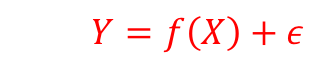 Y = f(X) + ϵ